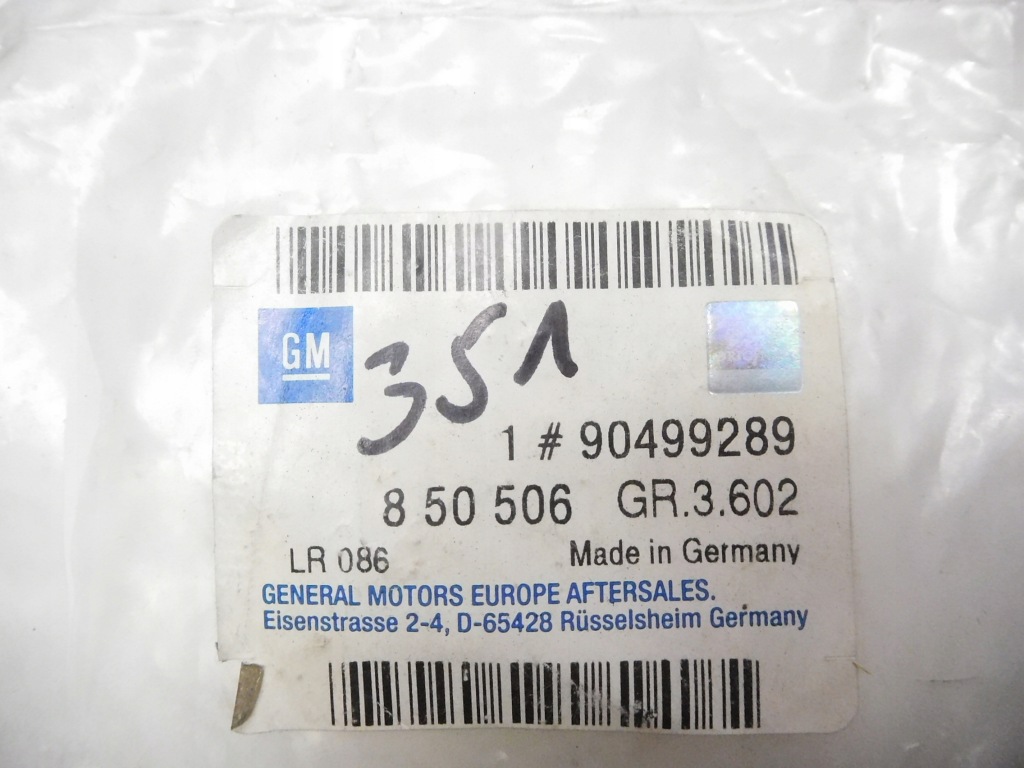 GM
351
1 # 90499289
8 50 506 GR.3.602
LR 086 Made in Germany
GENERAL MOTORS EUROPE AFTERSALES.
Eisenstrasse 2-4, D-65428 Rüsselsheim Germany